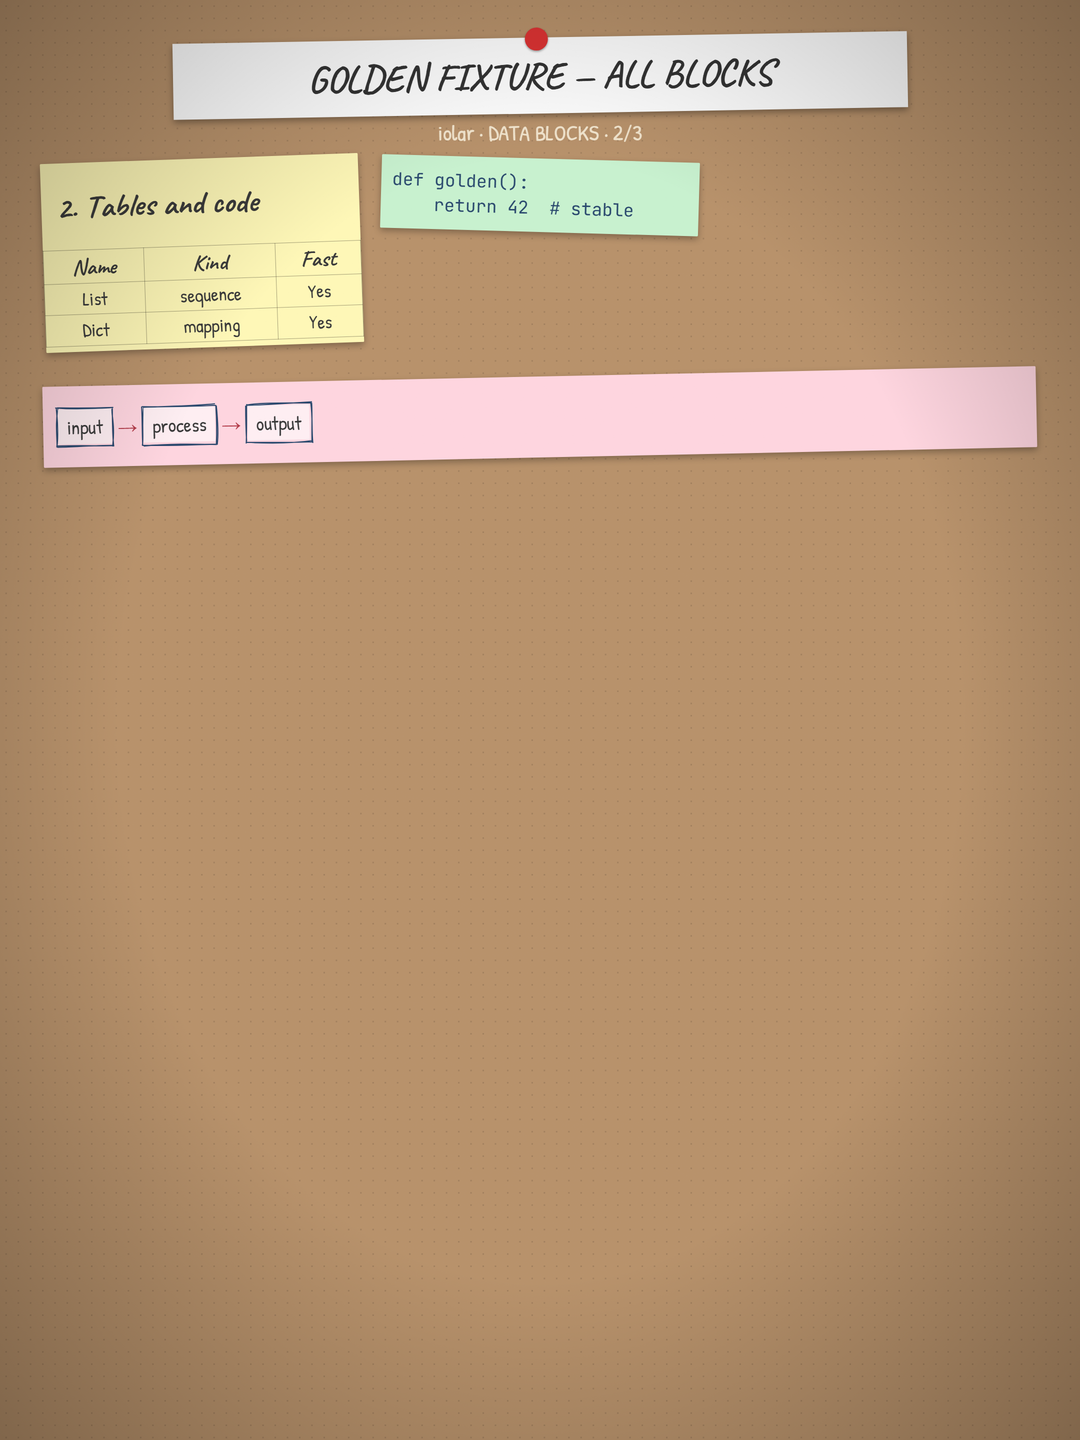 GOLDEN FIXTURE – ALL BLOCKS
iolar · DATA BLOCKS · 2/3
2. Tables and code
Name Kind Fast
List sequence Yes
Dict mapping Yes
def golden():
    return 42  # stable
input → process → output